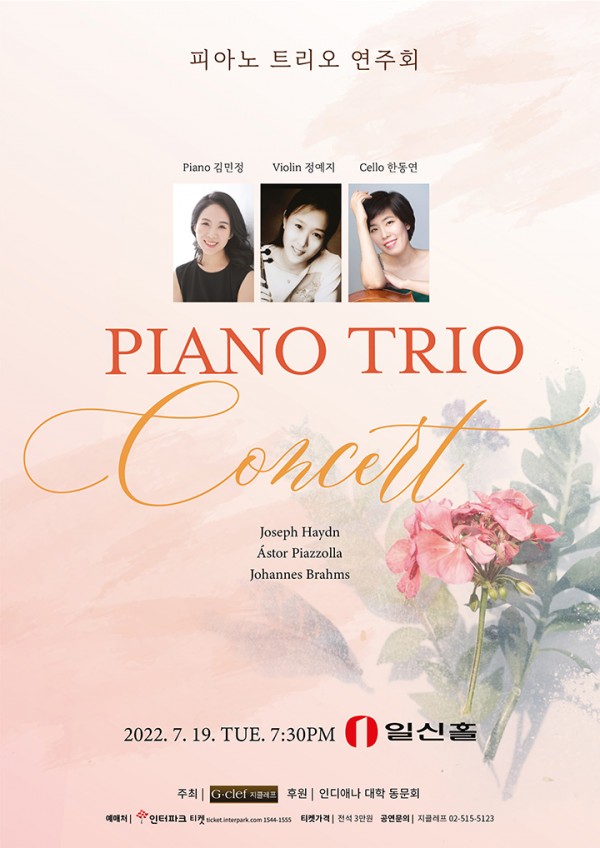 피아노 트리오 연주회
Piano 김민정 Violin 정예지 Cello 한동연
PIANO TRIO
Concert
Joseph Haydn
Ástor Piazzolla
Johannes Brahms
2022. 7. 19. TUE. 7:30PM 일신홀
주최 | G·clef 지클레프 후원 | 인디애나 대학 동문회
예매처 | 인터파크 티켓 ticket.interpark.com 1544-1555 티켓가격 | 전석 3만원 공연문의 | 지클레프 02-515-5123